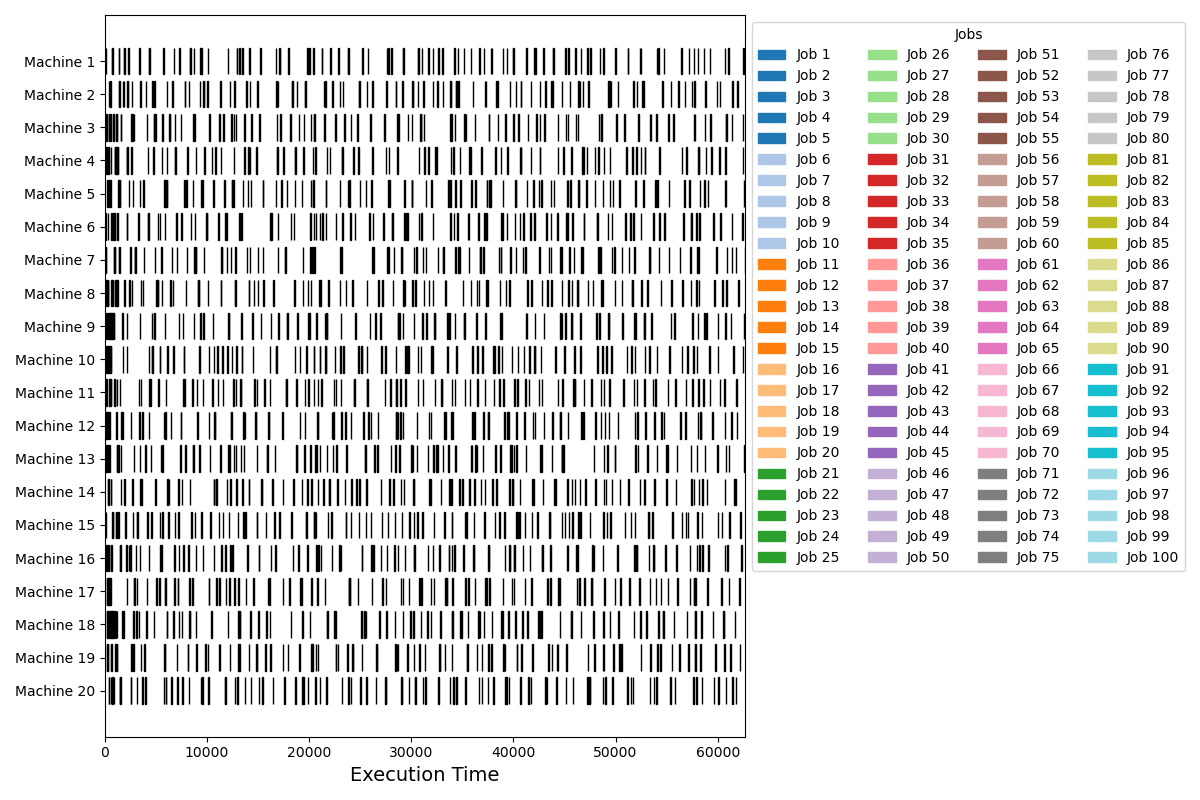 Machine 1
Machine 2
Machine 3
Machine 4
Machine 5
Machine 6
Machine 7
Machine 8
Machine 9
Machine 10
Machine 11
Machine 12
Machine 13
Machine 14
Machine 15
Machine 16
Machine 17
Machine 18
Machine 19
Machine 20
0 10000 20000 30000 40000 50000 60000
Execution Time
Jobs
Job 1
Job 2
Job 3
Job 4
Job 5
Job 6
Job 7
Job 8
Job 9
Job 10
Job 11
Job 12
Job 13
Job 14
Job 15
Job 16
Job 17
Job 18
Job 19
Job 20
Job 21
Job 22
Job 23
Job 24
Job 25
Job 26
Job 27
Job 28
Job 29
Job 30
Job 31
Job 32
Job 33
Job 34
Job 35
Job 36
Job 37
Job 38
Job 39
Job 40
Job 41
Job 42
Job 43
Job 44
Job 45
Job 46
Job 47
Job 48
Job 49
Job 50
Job 51
Job 52
Job 53
Job 54
Job 55
Job 56
Job 57
Job 58
Job 59
Job 60
Job 61
Job 62
Job 63
Job 64
Job 65
Job 66
Job 67
Job 68
Job 69
Job 70
Job 71
Job 72
Job 73
Job 74
Job 75
Job 76
Job 77
Job 78
Job 79
Job 80
Job 81
Job 82
Job 83
Job 84
Job 85
Job 86
Job 87
Job 88
Job 89
Job 90
Job 91
Job 92
Job 93
Job 94
Job 95
Job 96
Job 97
Job 98
Job 99
Job 100